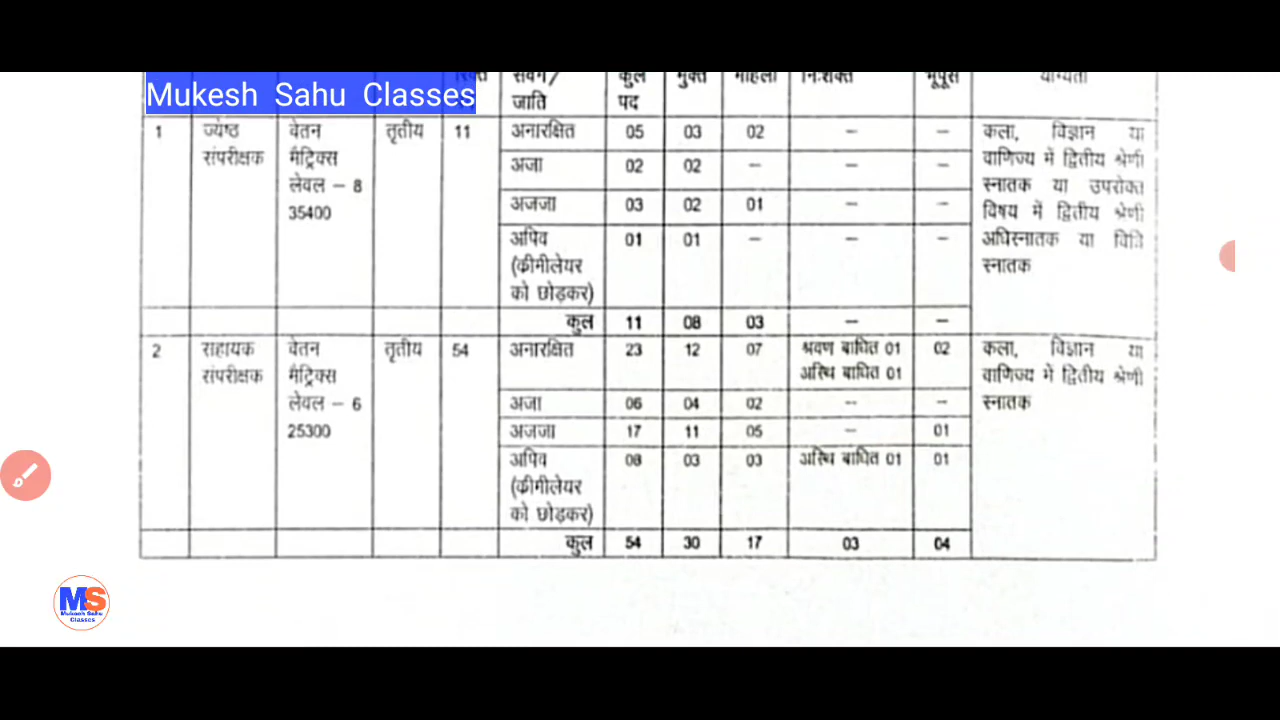 Mukesh Sahu Classes
संवर्ग/ कुल मुक्त महिला निःशक्त भूपूस योग्यता
जाति पद
1 ज्येष्ठ वेतन तृतीय 11 अनारक्षित 05 03 02 – – कला, विज्ञान या
संपरीक्षक मैट्रिक्स अजा 02 02 – – – वाणिज्य में द्वितीय श्रेणी
लेवल – 8 स्नातक या उपरोक्त
35400 अजजा 03 02 01 – – विषय में द्वितीय श्रेणी
अपिव 01 01 – – – अधिस्नातक या विधि
(क्रीमीलेयर स्नातक
को छोड़कर)
कुल 11 08 03 – –
2 सहायक वेतन तृतीय 54 अनारक्षित 23 12 07 श्रवण बाधित 01 02 कला, विज्ञान या
संपरीक्षक मैट्रिक्स अस्थि बाधित 01 वाणिज्य में द्वितीय श्रेणी
लेवल – 6 अजा 06 04 02 – – स्नातक
25300 अजजा 17 11 05 – 01
अपिव 08 03 03 अस्थि बाधित 01 01
(क्रीमीलेयर
को छोड़कर)
कुल 54 30 17 03 04
MS
Mukesh Sahu
Classes